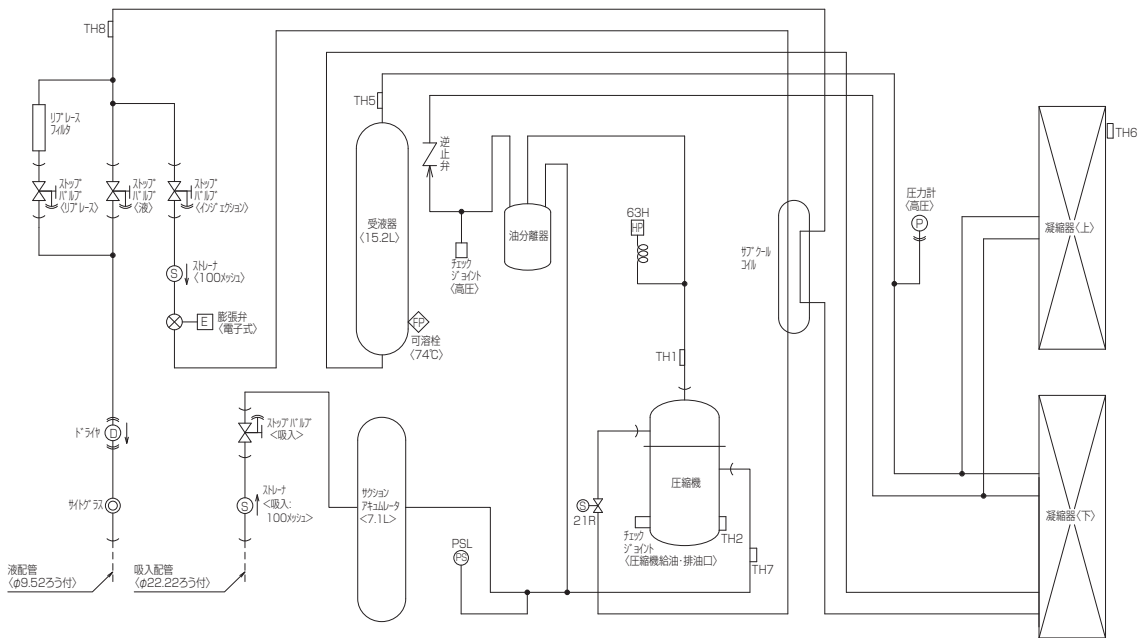 TH8
リプレース
フィルタ
ストップ
バルブ
〈リプレース〉
ストップ
バルブ
〈液〉
ストップ
バルブ
〈インジェクション〉
S
ストレーナ
〈100メッシュ〉
E
膨張弁
〈電子式〉
ドライヤ
D
サイトグラス
液配管
〈φ9.52ろう付〉
吸入配管
〈φ22.22ろう付〉
ストップバルブ
<吸入>
S
ストレーナ
<吸入:
100メッシュ>
TH5
受液器
〈15.2L〉
FP
可溶栓
〈74℃〉
サクション
アキュムレータ
<7.1L>
逆止弁
チェック
ジョイント
〈高圧〉
油分離器
63H
HP
TH1
PSL
PS
S
21R
圧縮機
チェック
ジョイント
〈圧縮機給油・排油口〉
TH2
TH7
サブクール
コイル
圧力計
〈高圧〉
P
凝縮器〈上〉
TH6
凝縮器〈下〉